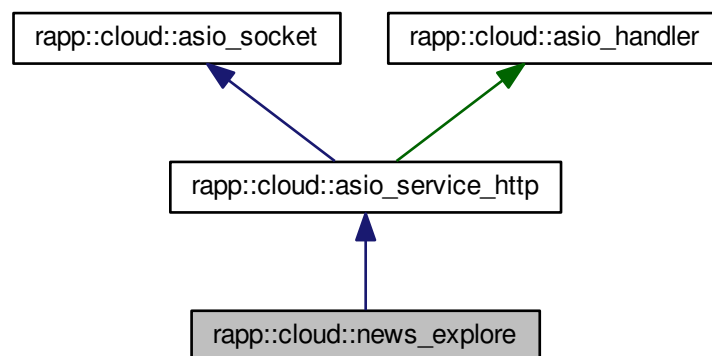 rapp::cloud::asio_socket
rapp::cloud::asio_handler
rapp::cloud::asio_service_http
rapp::cloud::news_explore